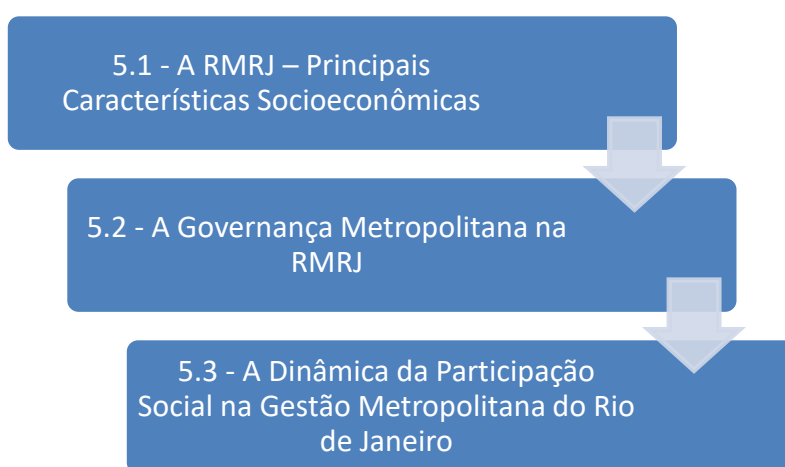 5.1 - A RMRJ – Principais
Características Socioeconômicas
5.2 - A Governança Metropolitana na
RMRJ
5.3 - A Dinâmica da Participação
Social na Gestão Metropolitana do Rio
de Janeiro